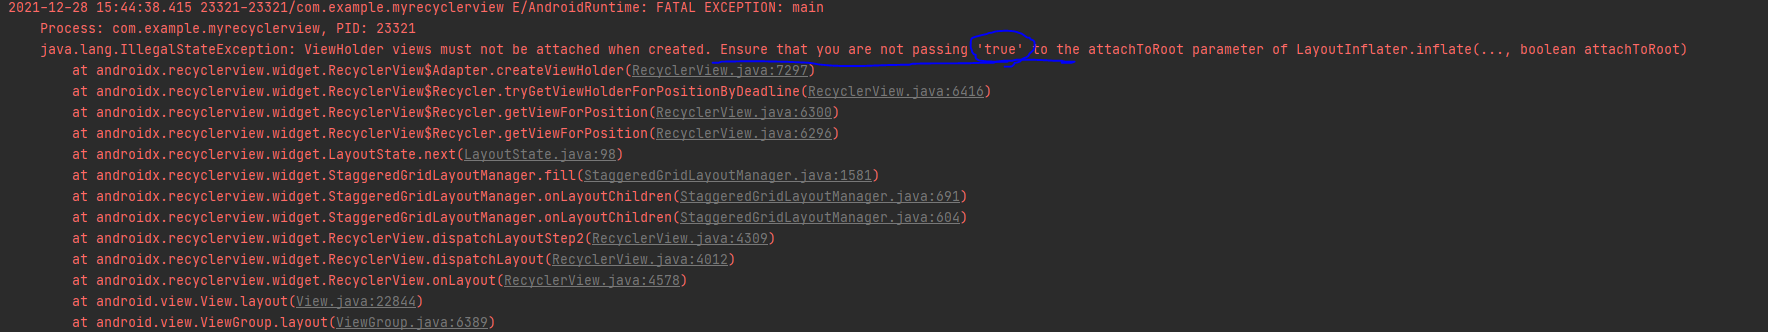 2021-12-28 15:44:38.415 23321-23321/com.example.myrecyclerview E/AndroidRuntime: FATAL EXCEPTION: main
Process: com.example.myrecyclerview, PID: 23321
java.lang.IllegalStateException: ViewHolder views must not be attached when created. Ensure that you are not passing 'true' to the attachToRoot parameter of LayoutInflater.inflate(..., boolean attachToRoot)
at androidx.recyclerview.widget.RecyclerView$Adapter.createViewHolder(RecyclerView.java:7297)
at androidx.recyclerview.widget.RecyclerView$Recycler.tryGetViewHolderForPositionByDeadline(RecyclerView.java:6416)
at androidx.recyclerview.widget.RecyclerView$Recycler.getViewForPosition(RecyclerView.java:6300)
at androidx.recyclerview.widget.RecyclerView$Recycler.getViewForPosition(RecyclerView.java:6296)
at androidx.recyclerview.widget.LayoutState.next(LayoutState.java:98)
at androidx.recyclerview.widget.StaggeredGridLayoutManager.fill(StaggeredGridLayoutManager.java:1581)
at androidx.recyclerview.widget.StaggeredGridLayoutManager.onLayoutChildren(StaggeredGridLayoutManager.java:691)
at androidx.recyclerview.widget.StaggeredGridLayoutManager.onLayoutChildren(StaggeredGridLayoutManager.java:604)
at androidx.recyclerview.widget.RecyclerView.dispatchLayoutStep2(RecyclerView.java:4309)
at androidx.recyclerview.widget.RecyclerView.dispatchLayout(RecyclerView.java:4012)
at androidx.recyclerview.widget.RecyclerView.onLayout(RecyclerView.java:4578)
at android.view.View.layout(View.java:22844)
at android.view.ViewGroup.layout(ViewGroup.java:6389)